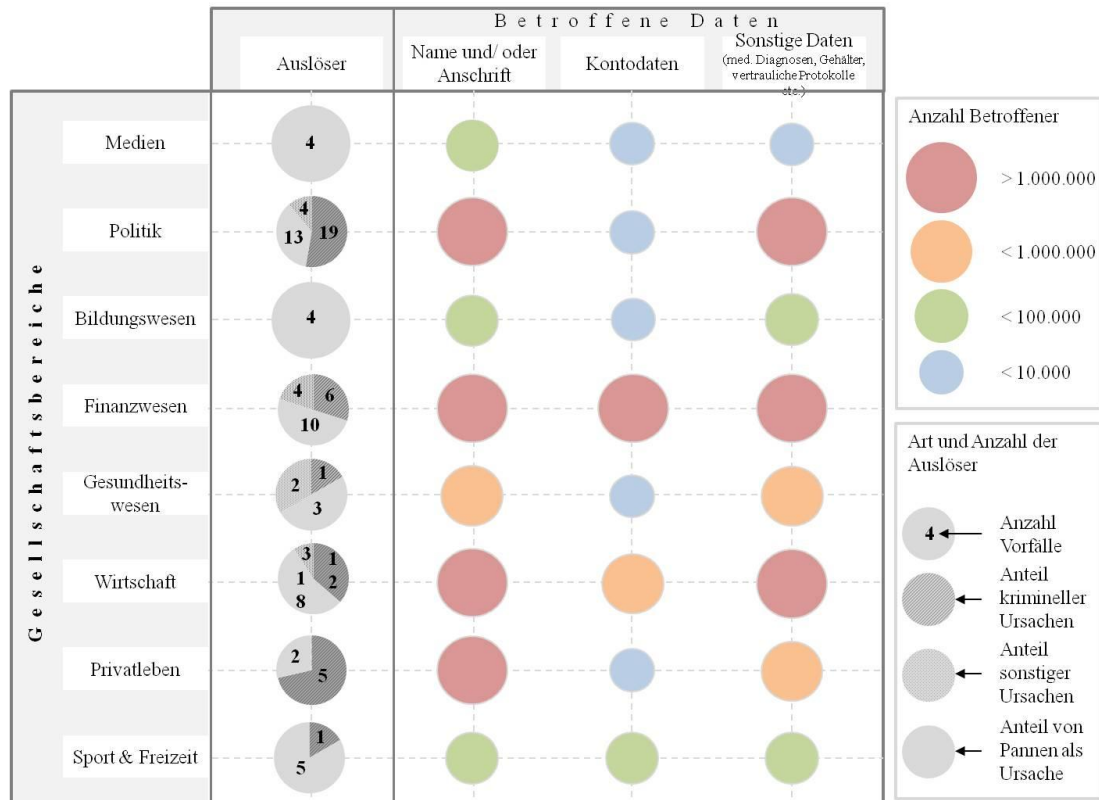 Betroffene Daten
Auslöser
Name und/ oder
Anschrift
Kontodaten
Sonstige Daten
(med. Diagnosen, Gehälter,
vertrauliche Protokolle
etc.)
Gesellschaftsbereiche
Medien
4
Politik
4
13
19
Bildungswesen
4
Finanzwesen
4
6
10
Gesundheits-
wesen
2
1
3
Wirtschaft
3
1
1
2
8
Privatleben
2
5
Sport & Freizeit
1
5
Anzahl Betroffener
> 1.000.000
< 1.000.000
< 100.000
< 10.000
Art und Anzahl der
Auslöser
4
Anzahl
Vorfälle
Anteil
krimineller
Ursachen
Anteil
sonstiger
Ursachen
Anteil von
Pannen als
Ursache